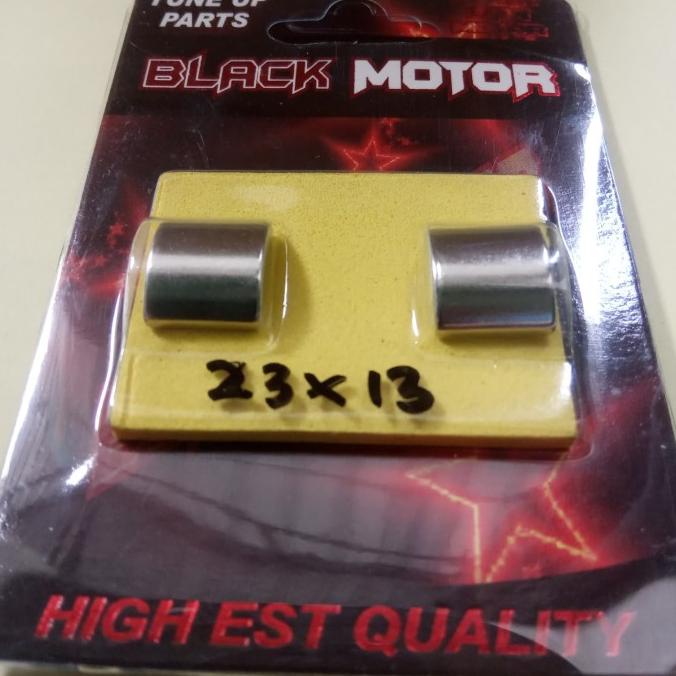 TUNE UP
PARTS
BLACK MOTOR
23x13
HIGH EST QUALITY